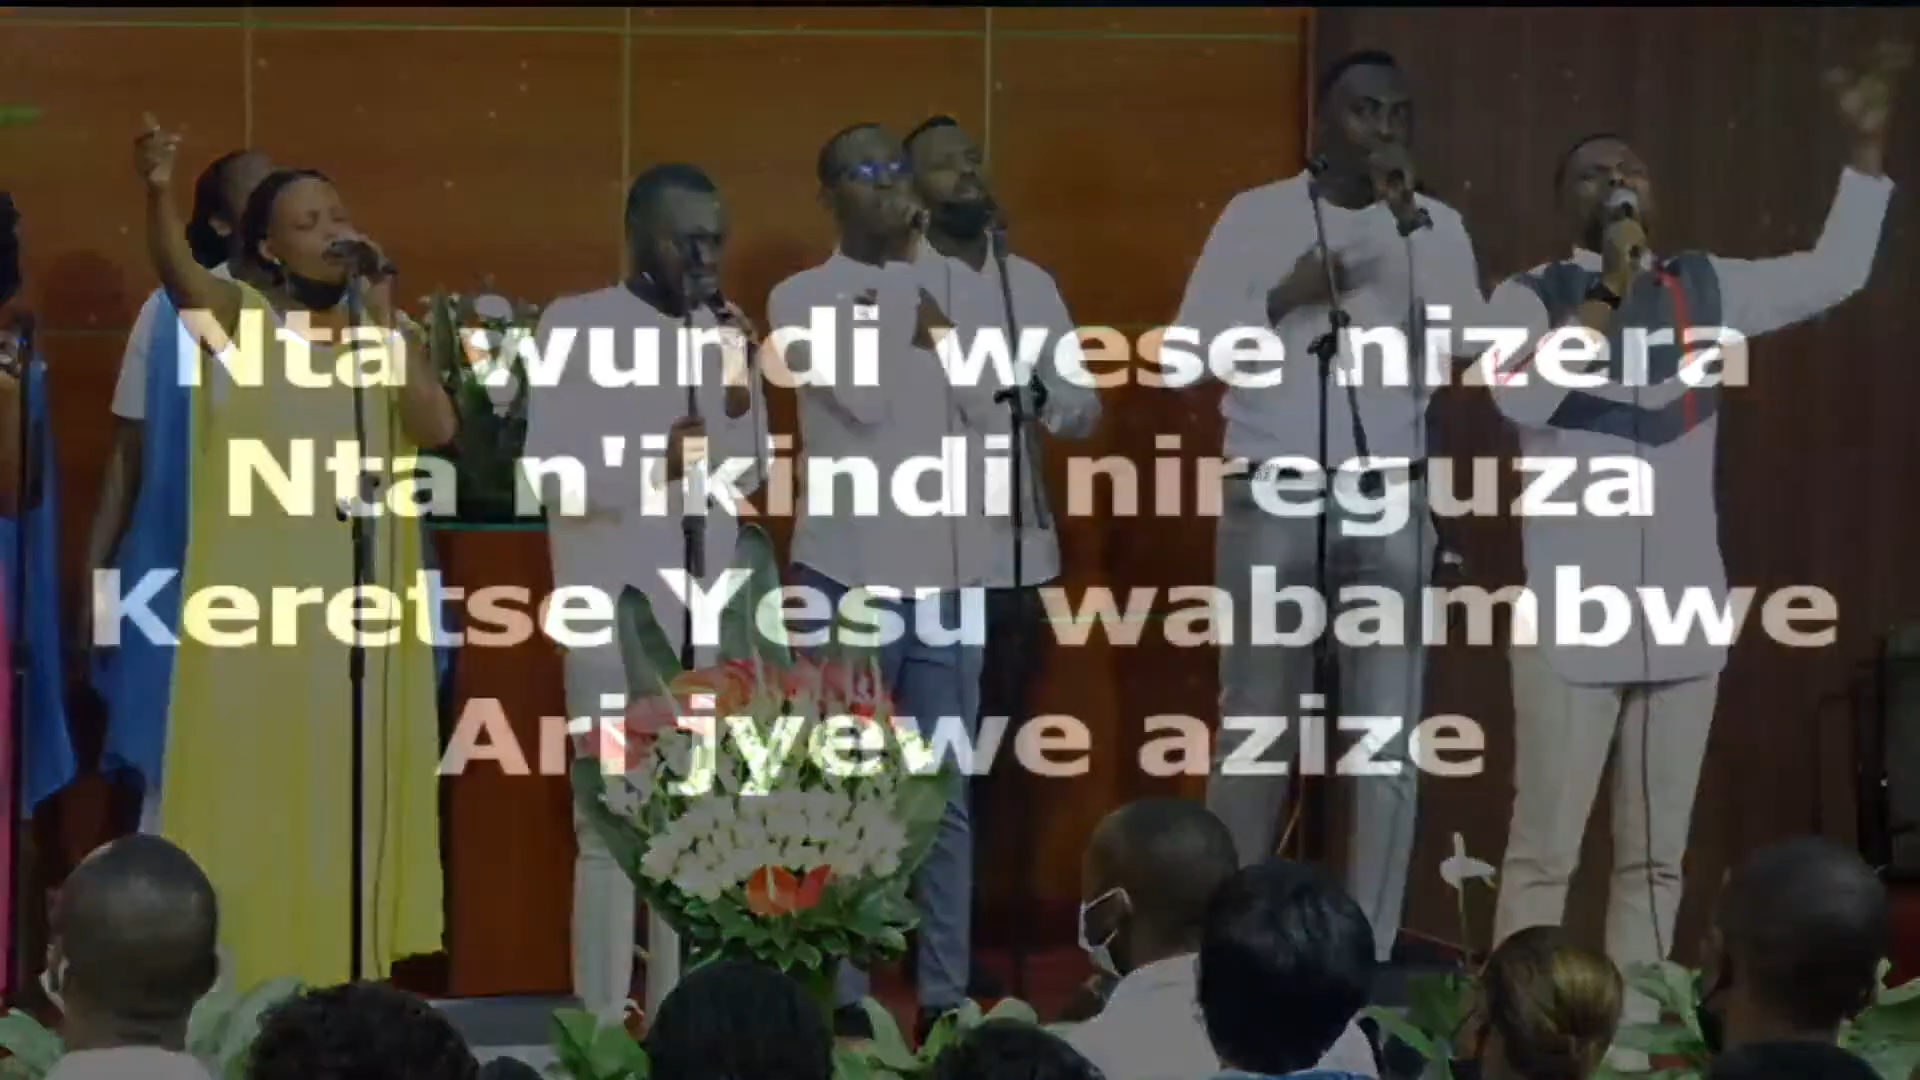 Nta wundi wese nizera
Nta n'ikindi nireguza
Keretse Yesu wabambwe
Ari jyewe azize